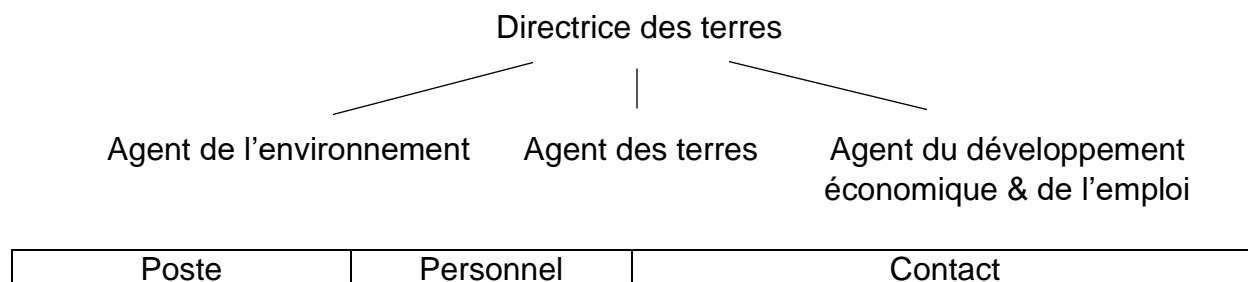 Directrice des terres
Agent de l’environnement Agent des terres Agent du développement
économique & de l’emploi
Poste Personnel Contact